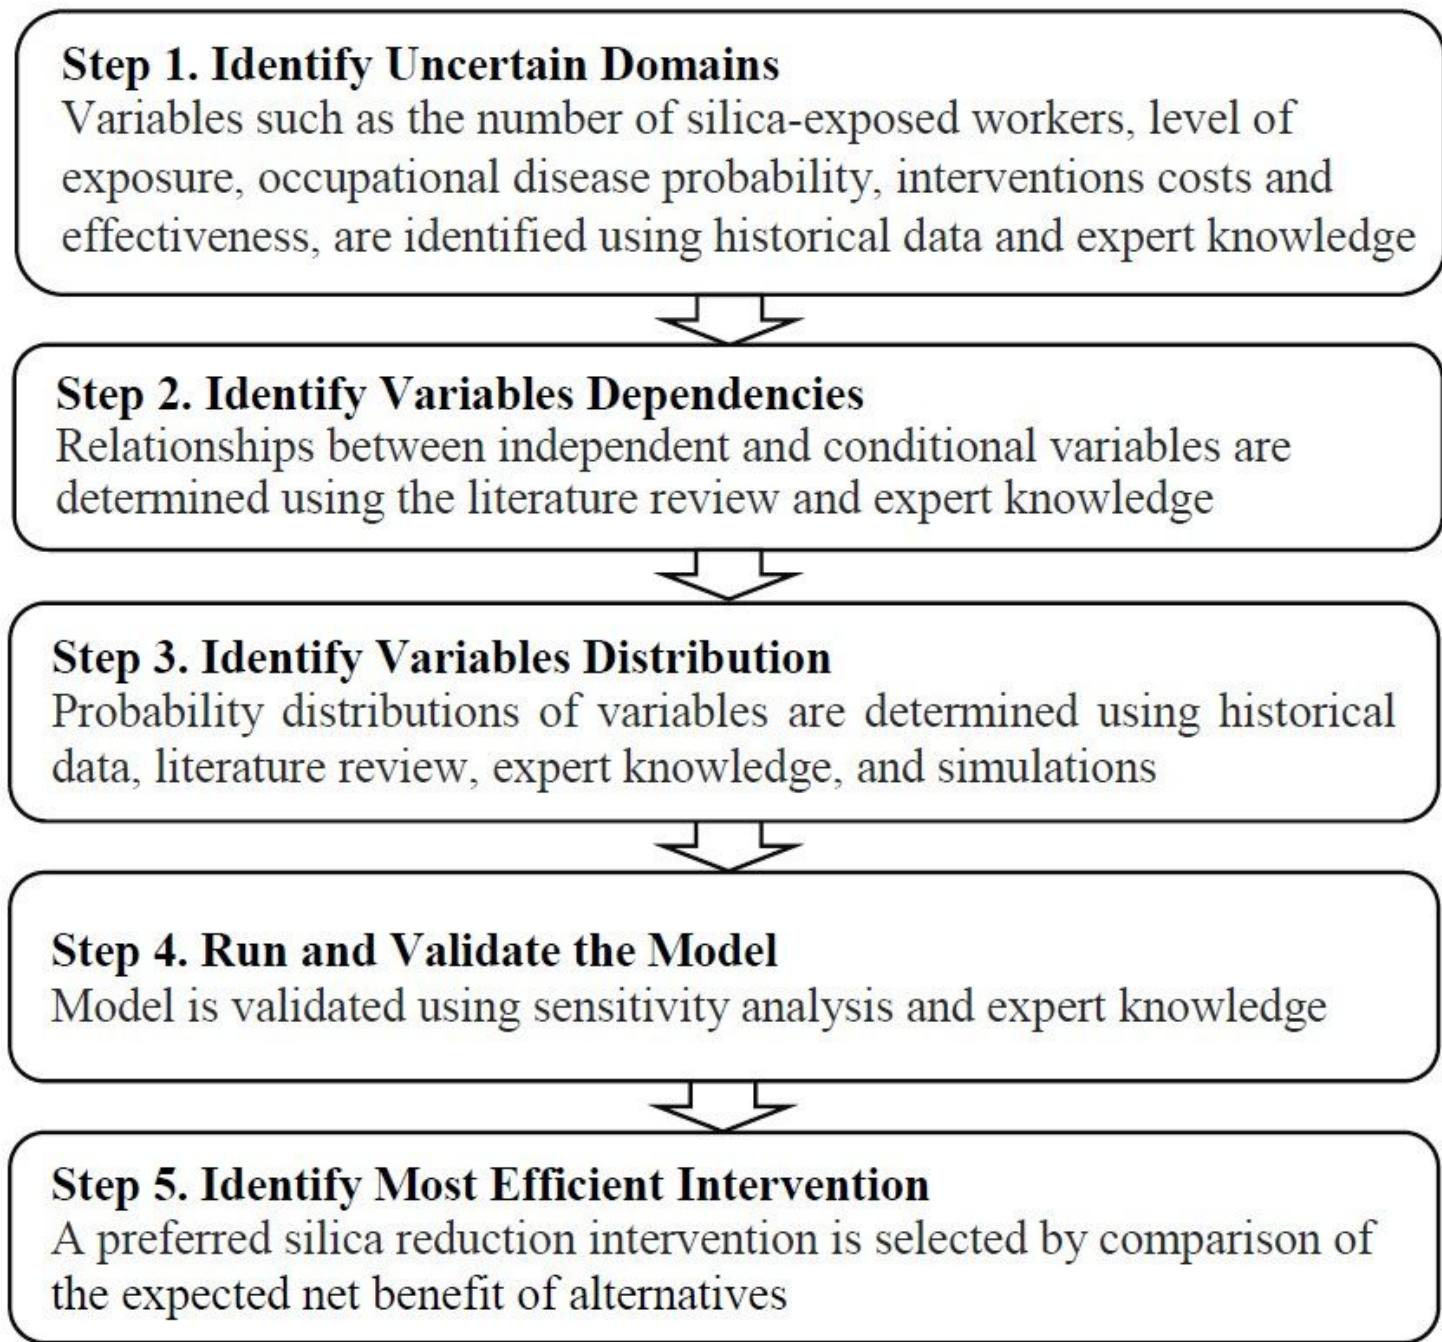 Step 1. Identify Uncertain Domains
Variables such as the number of silica-exposed workers, level of
exposure, occupational disease probability, interventions costs and
effectiveness, are identified using historical data and expert knowledge
Step 2. Identify Variables Dependencies
Relationships between independent and conditional variables are
determined using the literature review and expert knowledge
Step 3. Identify Variables Distribution
Probability distributions of variables are determined using historical
data, literature review, expert knowledge, and simulations
Step 4. Run and Validate the Model
Model is validated using sensitivity analysis and expert knowledge
Step 5. Identify Most Efficient Intervention
A preferred silica reduction intervention is selected by comparison of
the expected net benefit of alternatives